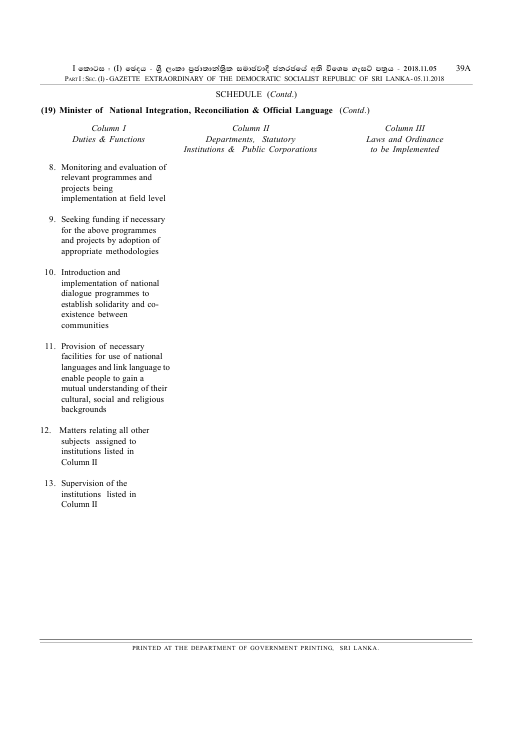 I කොටස : (I) ඡෙදය - ශ්‍රී ලංකා ප්‍රජාතාන්ත්‍රික සමාජවාදී ජනරජයේ අති විශෙෂ ගැසට් පත්‍රය - 2018.11.05 39A
PART I : SEC. (I) - GAZETTE EXTRAORDINARY OF THE DEMOCRATIC SOCIALIST REPUBLIC OF SRI LANKA - 05.11.2018
SCHEDULE (Contd.)
(19) Minister of National Integration, Reconciliation & Official Language (Contd.)
Column I
Duties & Functions
Column II
Departments, Statutory
Institutions & Public Corporations
Column III
Laws and Ordinance
to be Implemented
8. Monitoring and evaluation of
relevant programmes and
projects being
implementation at field level
9. Seeking funding if necessary
for the above programmes
and projects by adoption of
appropriate methodologies
10. Introduction and
implementation of national
dialogue programmes to
establish solidarity and co-
existence between
communities
11. Provision of necessary
facilities for use of national
languages and link language to
enable people to gain a
mutual understanding of their
cultural, social and religious
backgrounds
12. Matters relating all other
subjects assigned to
institutions listed in
Column II
13. Supervision of the
institutions listed in
Column II
PRINTED AT THE DEPARTMENT OF GOVERNMENT PRINTING, SRI LANKA.